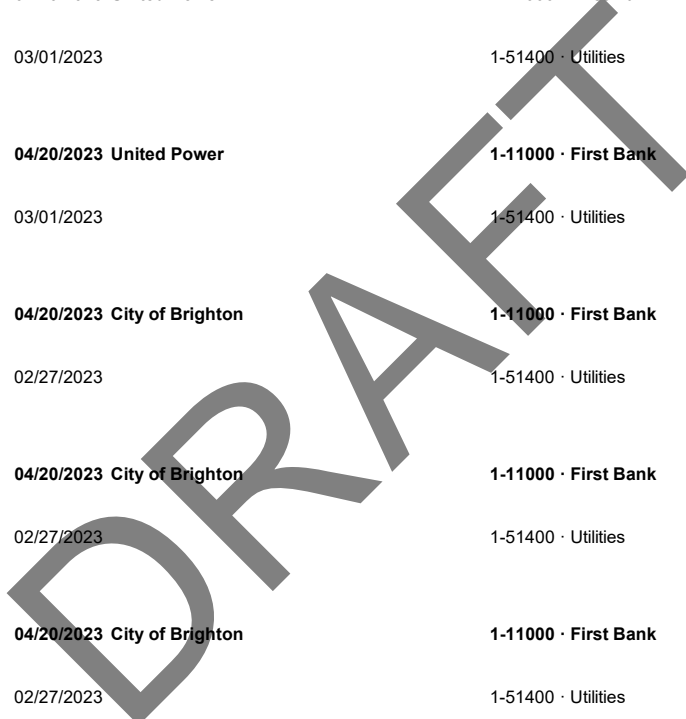 03/01/2023 1-51400 · Utilities
04/20/2023 United Power 1-11000 · First Bank
03/01/2023 1-51400 · Utilities
04/20/2023 City of Brighton 1-11000 · First Bank
02/27/2023 1-51400 · Utilities
04/20/2023 City of Brighton 1-11000 · First Bank
02/27/2023 1-51400 · Utilities
04/20/2023 City of Brighton 1-11000 · First Bank
02/27/2023 1-51400 · Utilities
DRAFT